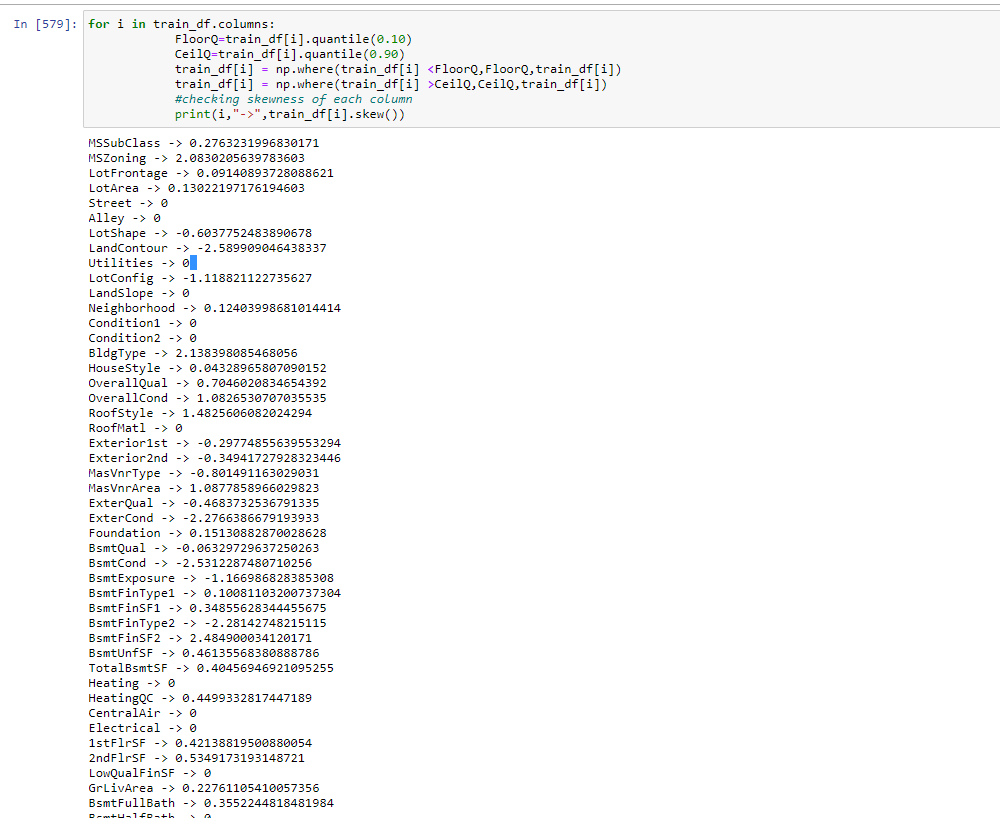 In [579]: for i in train_df.columns:
FloorQ=train_df[i].quantile(0.10)
CeilQ=train_df[i].quantile(0.90)
train_df[i] = np.where(train_df[i] <FloorQ,FloorQ,train_df[i])
train_df[i] = np.where(train_df[i] >CeilQ,CeilQ,train_df[i])
#checking skewness of each column
print(i,"->",train_df[i].skew())
MSSubClass -> 0.2763231996830171
MSZoning -> 2.0830205639783603
LotFrontage -> 0.09140893728088621
LotArea -> 0.13022197176194603
Street -> 0
Alley -> 0
LotShape -> -0.6037752483890678
LandContour -> -2.589909046438337
Utilities -> 0
LotConfig -> -1.118821122735627
LandSlope -> 0
Neighborhood -> 0.12403998681014414
Condition1 -> 0
Condition2 -> 0
BldgType -> 2.138398085468056
HouseStyle -> 0.04328965807090152
OverallQual -> 0.7046020834654392
OverallCond -> 1.0826530707035535
RoofStyle -> 1.4825606082024294
RoofMatl -> 0
Exterior1st -> -0.29774855639553294
Exterior2nd -> -0.34941727928323446
MasVnrType -> -0.801491163029031
MasVnrArea -> 1.0877858966029823
ExterQual -> -0.4683732536791335
ExterCond -> -2.2766386679193933
Foundation -> 0.15130882870028628
BsmtQual -> -0.06329729637250263
BsmtCond -> -2.5312287480710256
BsmtExposure -> -1.166986828385308
BsmtFinType1 -> 0.10081103200737304
BsmtFinSF1 -> 0.34855628344455675
BsmtFinType2 -> -2.28142748215115
BsmtFinSF2 -> 2.484900034120171
BsmtUnfSF -> 0.46135568380888786
TotalBsmtSF -> 0.40456946921095255
Heating -> 0
HeatingQC -> 0.4499332817447189
CentralAir -> 0
Electrical -> 0
1stFlrSF -> 0.42138819500880054
2ndFlrSF -> 0.5349173193148721
LowQualFinSF -> 0
GrLivArea -> 0.22761105410057356
BsmtFullBath -> 0.3552244818481984
BsmtHalfBath -> 0